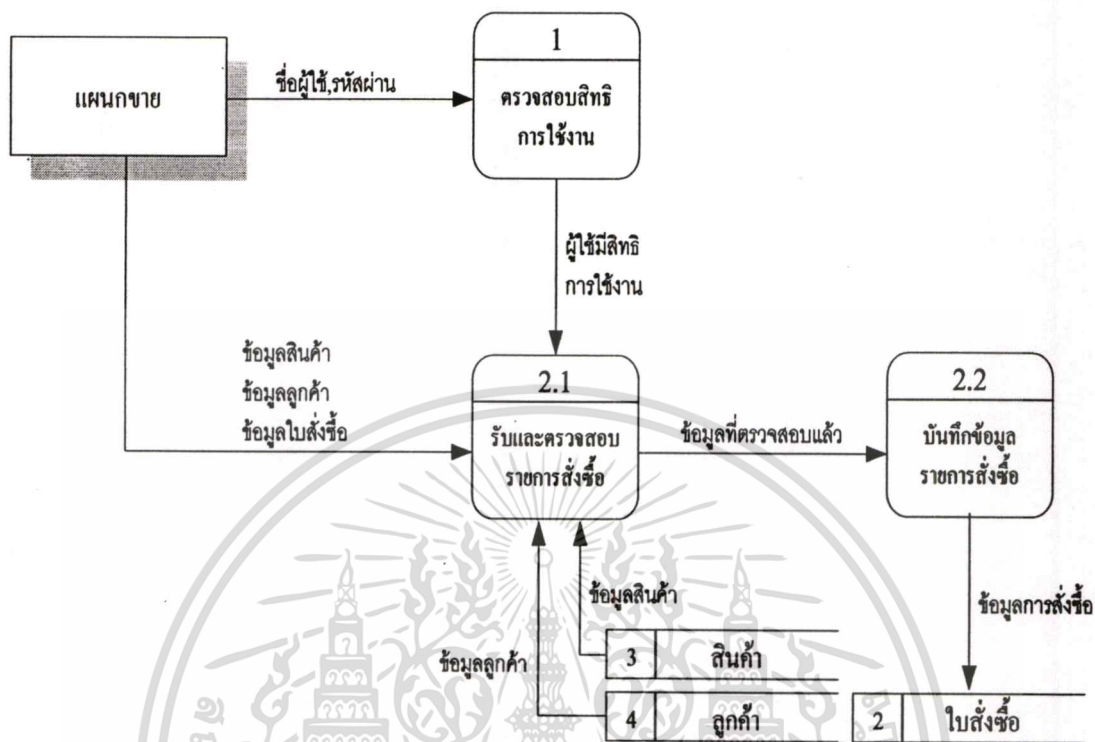 1
แผนกขาย
ชื่อผู้ใช้,รหัสผ่าน
ตรวจสอบสิทธิ
การใช้งาน
ผู้ใช้มีสิทธิ
การใช้งาน
ข้อมูลสินค้า
ข้อมูลลูกค้า
ข้อมูลใบสั่งซื้อ
2.1
รับและตรวจสอบ
รายการสั่งซื้อ
ข้อมูลที่ตรวจสอบแล้ว
2.2
บันทึกข้อมูล
รายการสั่งซื้อ
ข้อมูลสินค้า
ข้อมูลการสั่งซื้อ
ข้อมูลลูกค้า
3 สินค้า
4 ลูกค้า
2 ใบสั่งซื้อ